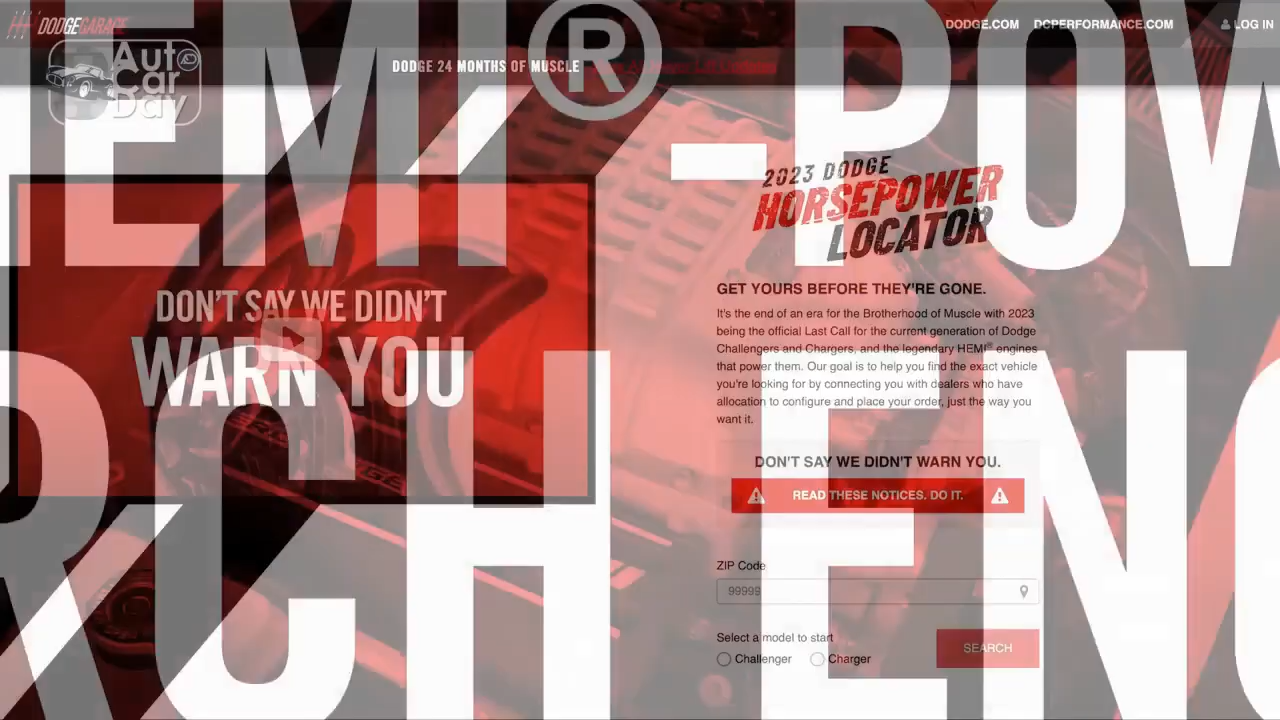 DODGEGARAGE
DODGE.COM DCPERFORMANCE.COM LOG IN
Auto
Car
Day
DODGE 24 MONTHS OF MUSCLE
HEMI®-POW
RCH ENG
DON'T SAY WE DIDN'T
WARN YOU
2023 DODGE
HORSEPOWER
LOCATOR
GET YOURS BEFORE THEY'RE GONE.
It's the end of an era for the Brotherhood of Muscle with 2023
being the official Last Call for the current generation of Dodge
Challengers and Chargers, and the legendary HEMI® engines
that power them. Our goal is to help you find the exact vehicle
you're looking for by connecting you with dealers who have
allocation to configure and place your order, just the way you
want it.
DON'T SAY WE DIDN'T WARN YOU.
READ THESE NOTICES. DO IT.
ZIP Code
99999
Select a model to start
Challenger Charger
SEARCH